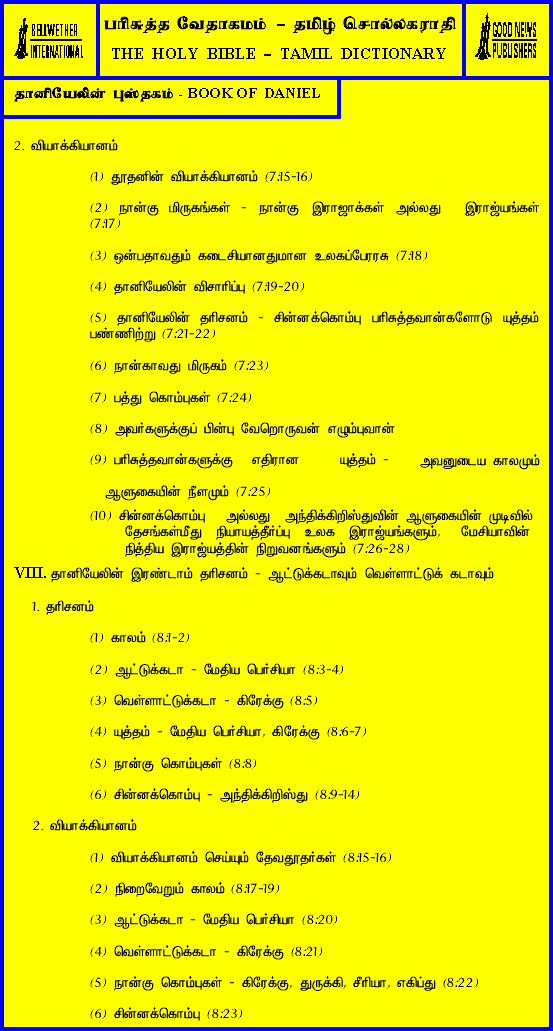 BELLWETHER
INTERNATIONAL
பரிசுத்த வேதாகமம் – தமிழ் சொல்லகராதி
THE HOLY BIBLE – TAMIL DICTIONARY
GOOD NEWS
PUBLISHERS
தானியேலின் புஸ்தகம் - BOOK OF DANIEL
2. வியாக்கியானம்
(1) தூதனின் வியாக்கியானம் (7:15-16)
(2) நான்கு மிருகங்கள் - நான்கு இராஜாக்கள் அல்லது இராஜ்யங்கள்
(7:17)
(3) ஒன்பதாவதும் கடைசியானதுமான உலகப்பேரரசு (7:18)
(4) தானியேலின் விசாரிப்பு (7:19-20)
(5) தானியேலின் தரிசனம் - சின்னக்கொம்பு பரிசுத்தவான்களோடு யுத்தம்
பண்ணிற்று (7:21-22)
(6) நான்காவது மிருகம் (7:23)
(7) பத்து கொம்புகள் (7:24)
(8) அவர்களுக்குப் பின்பு வேறொருவன் எழும்புவான்
(9) பரிசுத்தவான்களுக்கு எதிரான யுத்தம் - அவனுடைய காலமும்
ஆளுகையின் நீளமும் (7:25)
(10) சின்னக்கொம்பு அல்லது அந்திக்கிறிஸ்துவின் ஆளுகையின் முடிவில்
தேசங்கள்மீது நியாயத்தீர்ப்பு உலக இராஜ்யங்களும், மேசியாவின்
நித்திய இராஜ்யத்தின் நிறுவனங்களும் (7:26-28)
VIII. தானியேலின் இரண்டாம் தரிசனம் - ஆட்டுக்கடாவும் வெள்ளாட்டுக் கடாவும்
1. தரிசனம்
(1) காலம் (8:1-2)
(2) ஆட்டுக்கடா - மேதிய பெர்சியா (8:3-4)
(3) வெள்ளாட்டுக்கடா - கிரேக்கு (8:5)
(4) யுத்தம் - மேதிய பெர்சியா, கிரேக்கு (8:6-7)
(5) நான்கு கொம்புகள் (8:8)
(6) சின்னக்கொம்பு - அந்திக்கிறிஸ்து (8:9-14)
2. வியாக்கியானம்
(1) வியாக்கியானம் செய்யும் தேவதூதர்கள் (8:15-16)
(2) நிறைவேறும் காலம் (8:17-19)
(3) ஆட்டுக்கடா - மேதிய பெர்சியா (8:20)
(4) வெள்ளாட்டுக்கடா - கிரேக்கு (8:21)
(5) நான்கு கொம்புகள் - கிரேக்கு, துருக்கி, சீரியா, எகிப்து (8:22)
(6) சின்னக்கொம்பு (8:23)